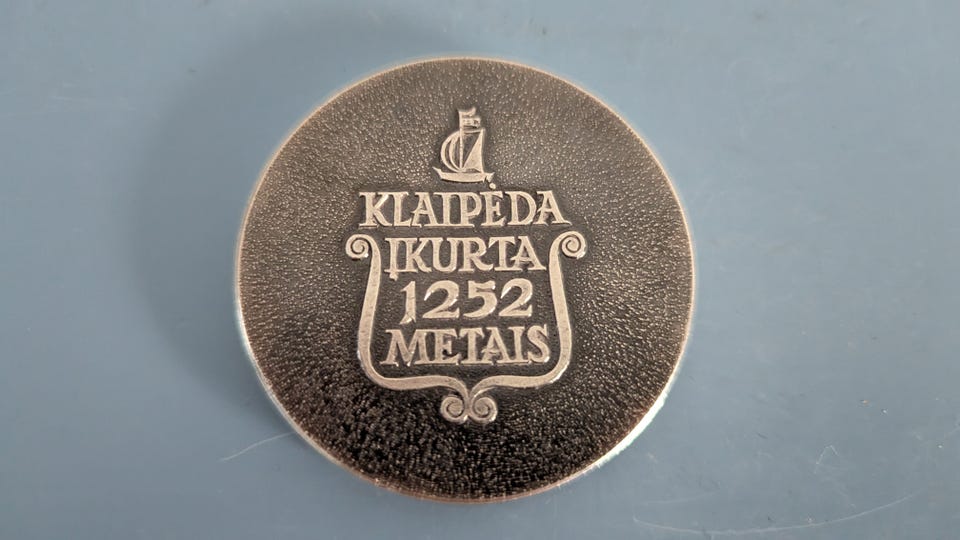 KLAIPĖDA
ĮKURTA
1252
METAIS